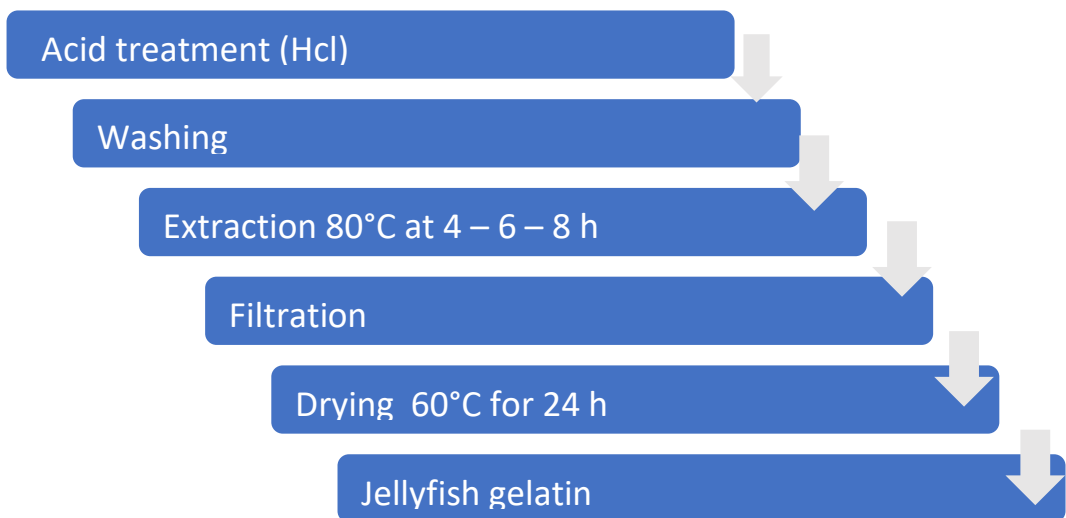 Acid treatment (Hcl)
Washing
Extraction 80°C at 4 – 6 – 8 h
Filtration
Drying  60°C for 24 h
Jellyfish gelatin